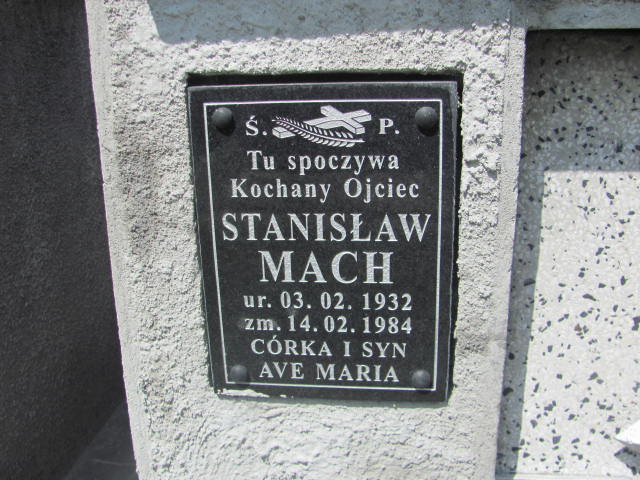 Ś. P.
Tu spoczywa
Kochany Ojciec
STANISŁAW
MACH
ur. 03. 02. 1932
zm. 14. 02. 1984
CÓRKA I SYN
AVE MARIA